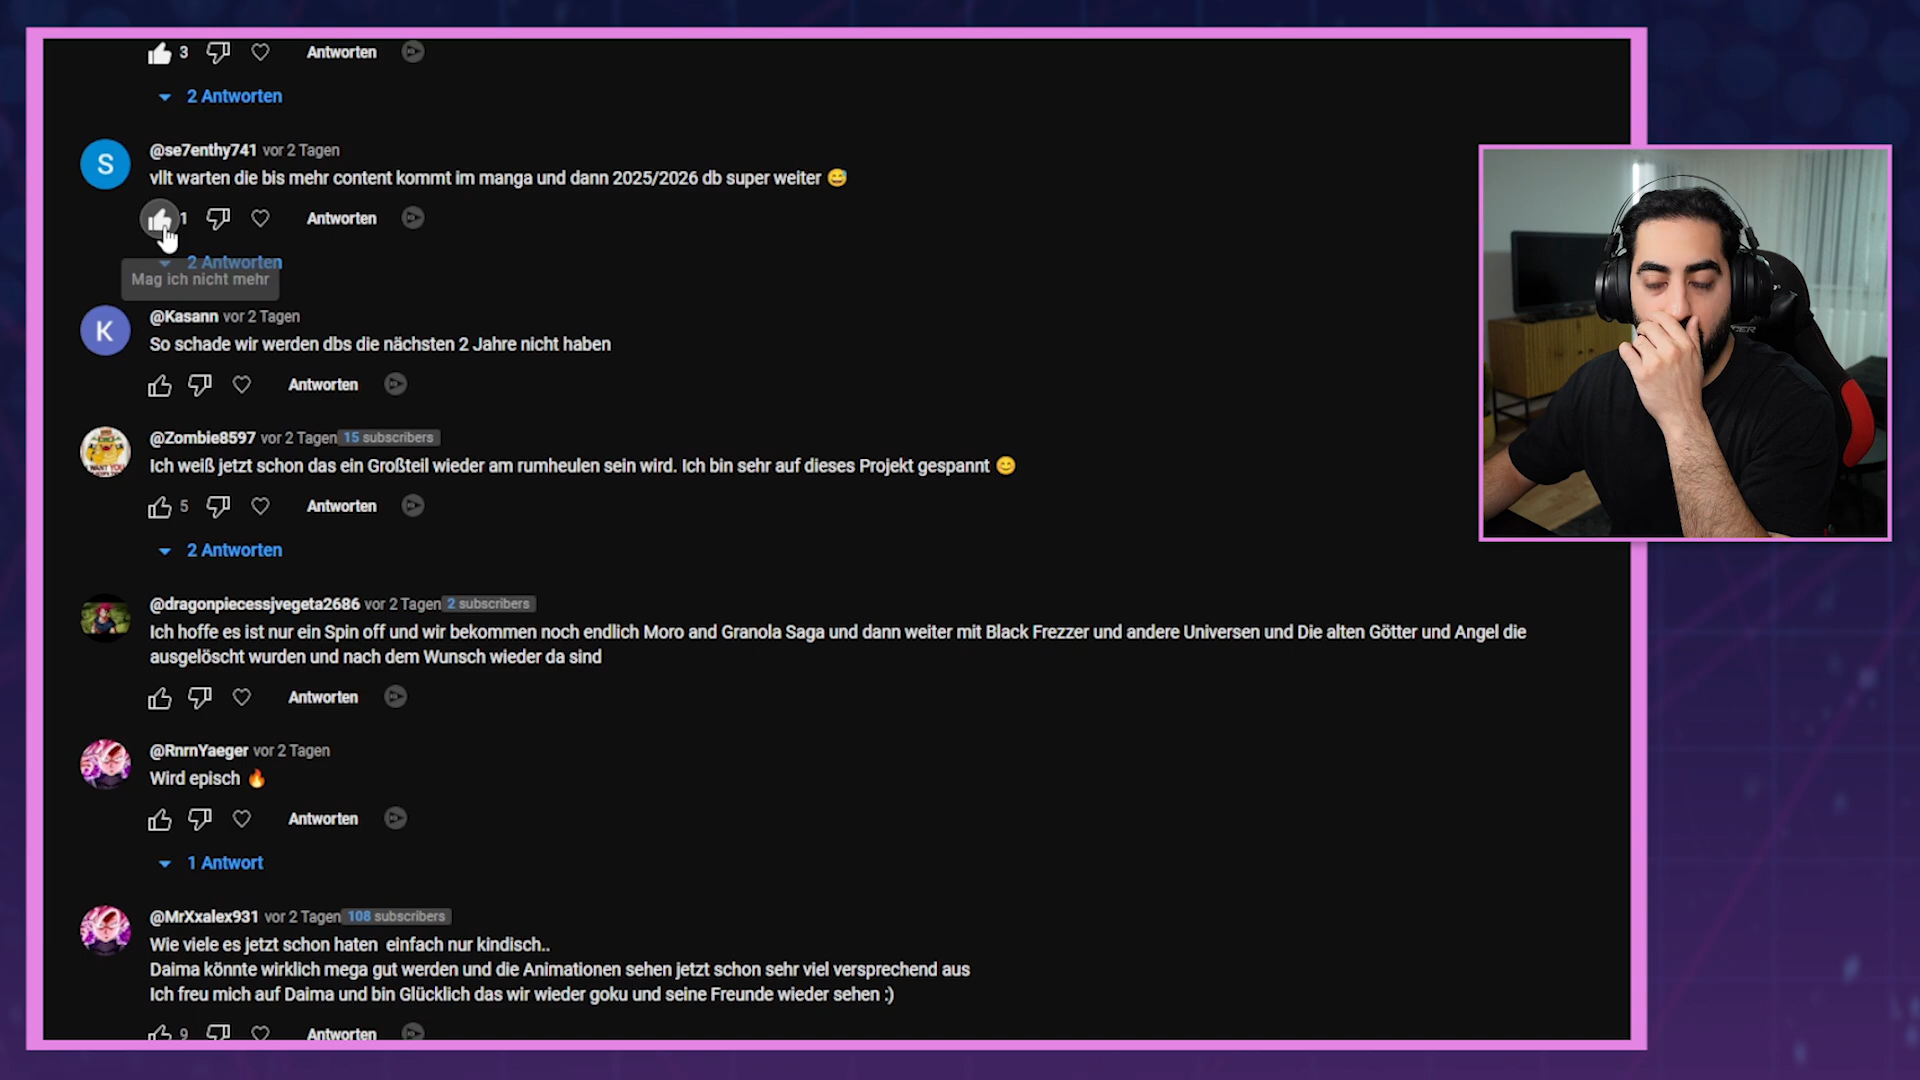 3 Antworten
2 Antworten
S
@se7enthy741 vor 2 Tagen
vllt warten die bis mehr content kommt im manga und dann 2025/2026 db super weiter 😅
1 Antworten
2 Antworten
Mag ich nicht mehr
K
@Kasann vor 2 Tagen
So schade wir werden dbs die nächsten 2 Jahre nicht haben
Antworten
@Zombie8597 vor 2 Tagen 15 subscribers
Ich weiß jetzt schon das ein Großteil wieder am rumheulen sein wird. Ich bin sehr auf dieses Projekt gespannt 😊
5 Antworten
2 Antworten
@dragonpiecessjvegeta2686 vor 2 Tagen 2 subscribers
Ich hoffe es ist nur ein Spin off und wir bekommen noch endlich Moro and Granola Saga und dann weiter mit Black Frezzer und andere Universen und Die alten Götter und Angel die
ausgelöscht wurden und nach dem Wunsch wieder da sind
Antworten
@RnrnYaeger vor 2 Tagen
Wird episch 🔥
Antworten
1 Antwort
@MrXxalex931 vor 2 Tagen 108 subscribers
Wie viele es jetzt schon haten einfach nur kindisch..
Daima könnte wirklich mega gut werden und die Animationen sehen jetzt schon sehr viel versprechend aus
Ich freu mich auf Daima und bin Glücklich das wir wieder goku und seine Freunde wieder sehen :)
9 Antworten